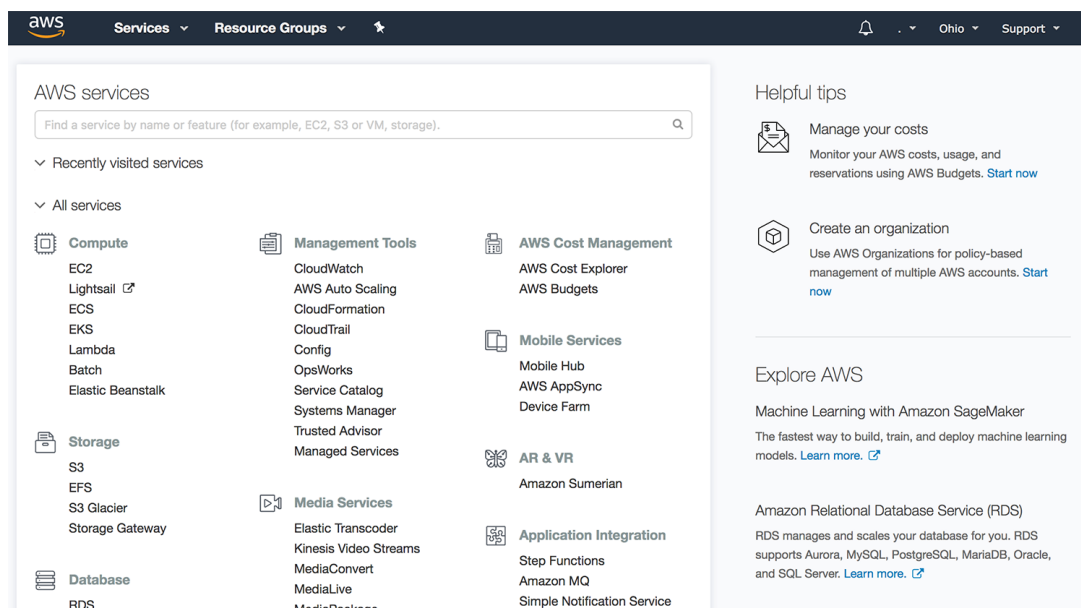 aws
Services
Resource Groups
.
Ohio
Support
AWS services
Find a service by name or feature (for example, EC2, S3 or VM, storage).
Recently visited services
All services
Compute
EC2
Lightsail
ECS
EKS
Lambda
Batch
Elastic Beanstalk
Storage
S3
EFS
S3 Glacier
Storage Gateway
Database
RDS
Management Tools
CloudWatch
AWS Auto Scaling
CloudFormation
CloudTrail
Config
OpsWorks
Service Catalog
Systems Manager
Trusted Advisor
Managed Services
Media Services
Elastic Transcoder
Kinesis Video Streams
MediaConvert
MediaLive
MediaPackage
AWS Cost Management
AWS Cost Explorer
AWS Budgets
Mobile Services
Mobile Hub
AWS AppSync
Device Farm
AR & VR
Amazon Sumerian
Application Integration
Step Functions
Amazon MQ
Simple Notification Service
Helpful tips
Manage your costs
Monitor your AWS costs, usage, and
reservations using AWS Budgets. Start now
Create an organization
Use AWS Organizations for policy-based
management of multiple AWS accounts. Start
now
Explore AWS
Machine Learning with Amazon SageMaker
The fastest way to build, train, and deploy machine learning
models. Learn more.
Amazon Relational Database Service (RDS)
RDS manages and scales your database for you. RDS
supports Aurora, MySQL, PostgreSQL, MariaDB, Oracle,
and SQL Server. Learn more.